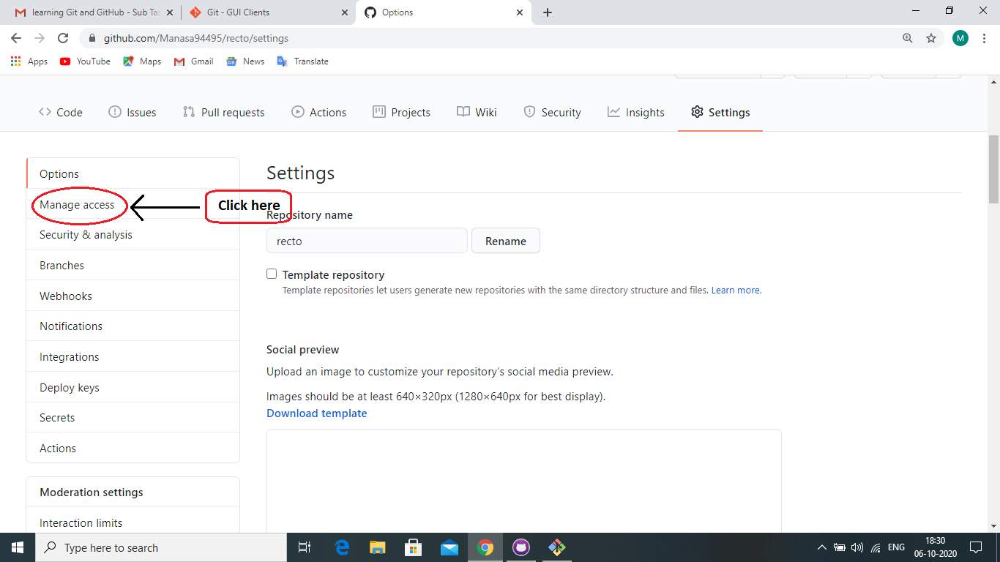 learning Git and GitHub - Sub Tas
Git - GUI Clients
Options
github.com/Manasa94495/recto/settings
M
Apps
YouTube
Maps
Gmail
News
Translate
Code
Issues
Pull requests
Actions
Projects
Wiki
Security
Insights
Settings
Options
Manage access
Security & analysis
Branches
Webhooks
Notifications
Integrations
Deploy keys
Secrets
Actions
Moderation settings
Interaction limits
Click here
Settings
Repository name
recto
Rename
Template repository
Template repositories let users generate new repositories with the same directory structure and files. Learn more.
Social preview
Upload an image to customize your repository's social media preview.
Images should be at least 640×320px (1280×640px for best display).
Download template
Type here to search
ENG
18:30
06-10-2020